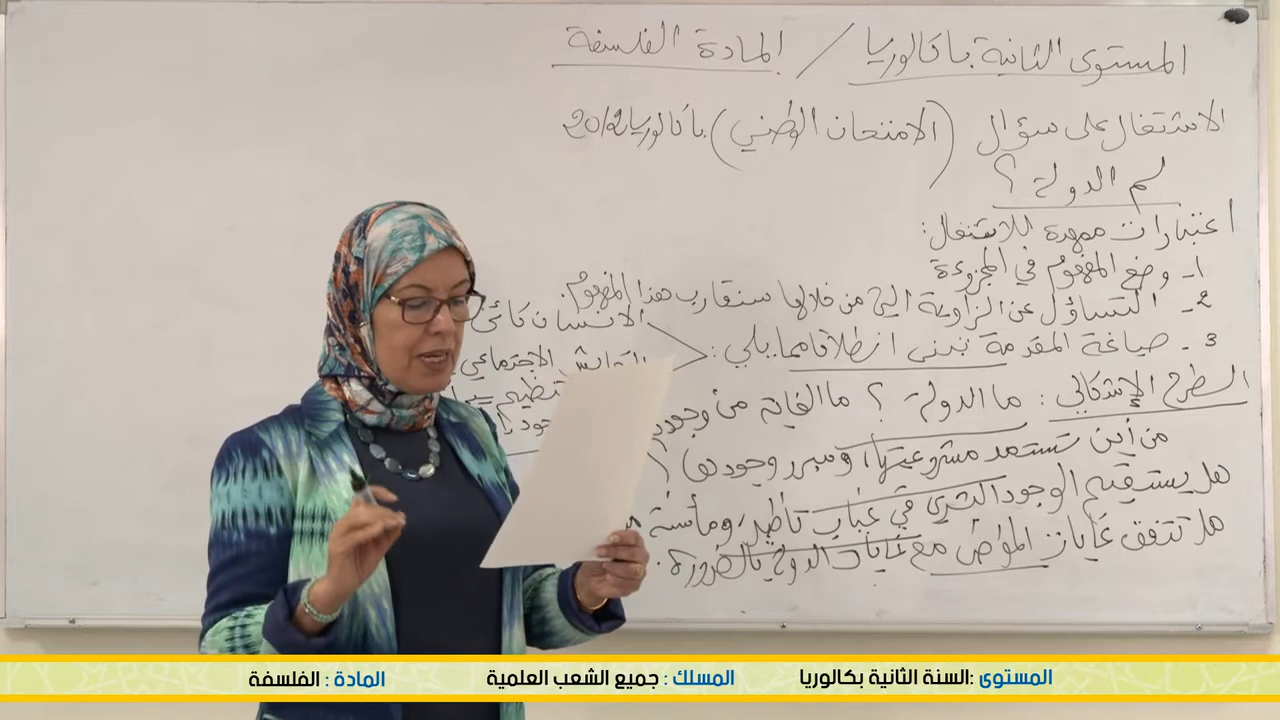 المستوى الثانية باكالوريا / المادة الفلسفة
الاشتغال على سؤال (الامتحان الوطني) باكالوريا 2012
لم الدولة ؟
اعتبارات ممهدة للاشتغال:
1- وضع المفهوم في المجزوءة
2- التساؤل عن الزاوية التي من خلالها سنقارب هذا المفهوم.
3- صياغة المقدمة تبنى انطلاقا مما يلي:
الانسان كائن
الاجتماعي
الطرح الإشكالي: ما الدولة ؟ ما الغاية من
من أين تستمد مشروعيتها، ومبرر وجودها ؟
هل يستقيم الوجود البشري في غياب تأطير، ومأسسة
هل تتفق غايات المؤسس مع غايات الدولة بالضرورة؟
المستوى :السنة الثانية بكالوريا المسلك : جميع الشعب العلمية المادة : الفلسفة